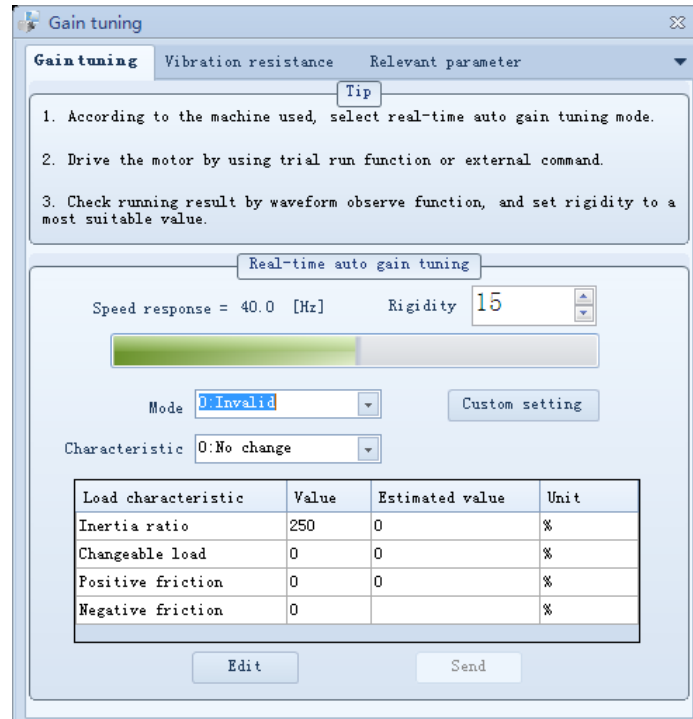 Gain tuning
Gain tuning Vibration resistance Relevant parameter
Tip
1. According to the machine used, select real-time auto gain tuning mode.
2. Drive the motor by using trial run function or external command.
3. Check running result by waveform observe function, and set rigidity to a
most suitable value.
Real-time auto gain tuning
Speed response = 40.0 [Hz] Rigidity 15
Mode 0:Invalid Custom setting
Characteristic 0:No change
Load characteristic Value Estimated value Unit
Inertia ratio 250 0 %
Changeable load 0 0 %
Positive friction 0 0 %
Negative friction 0 %
Edit Send